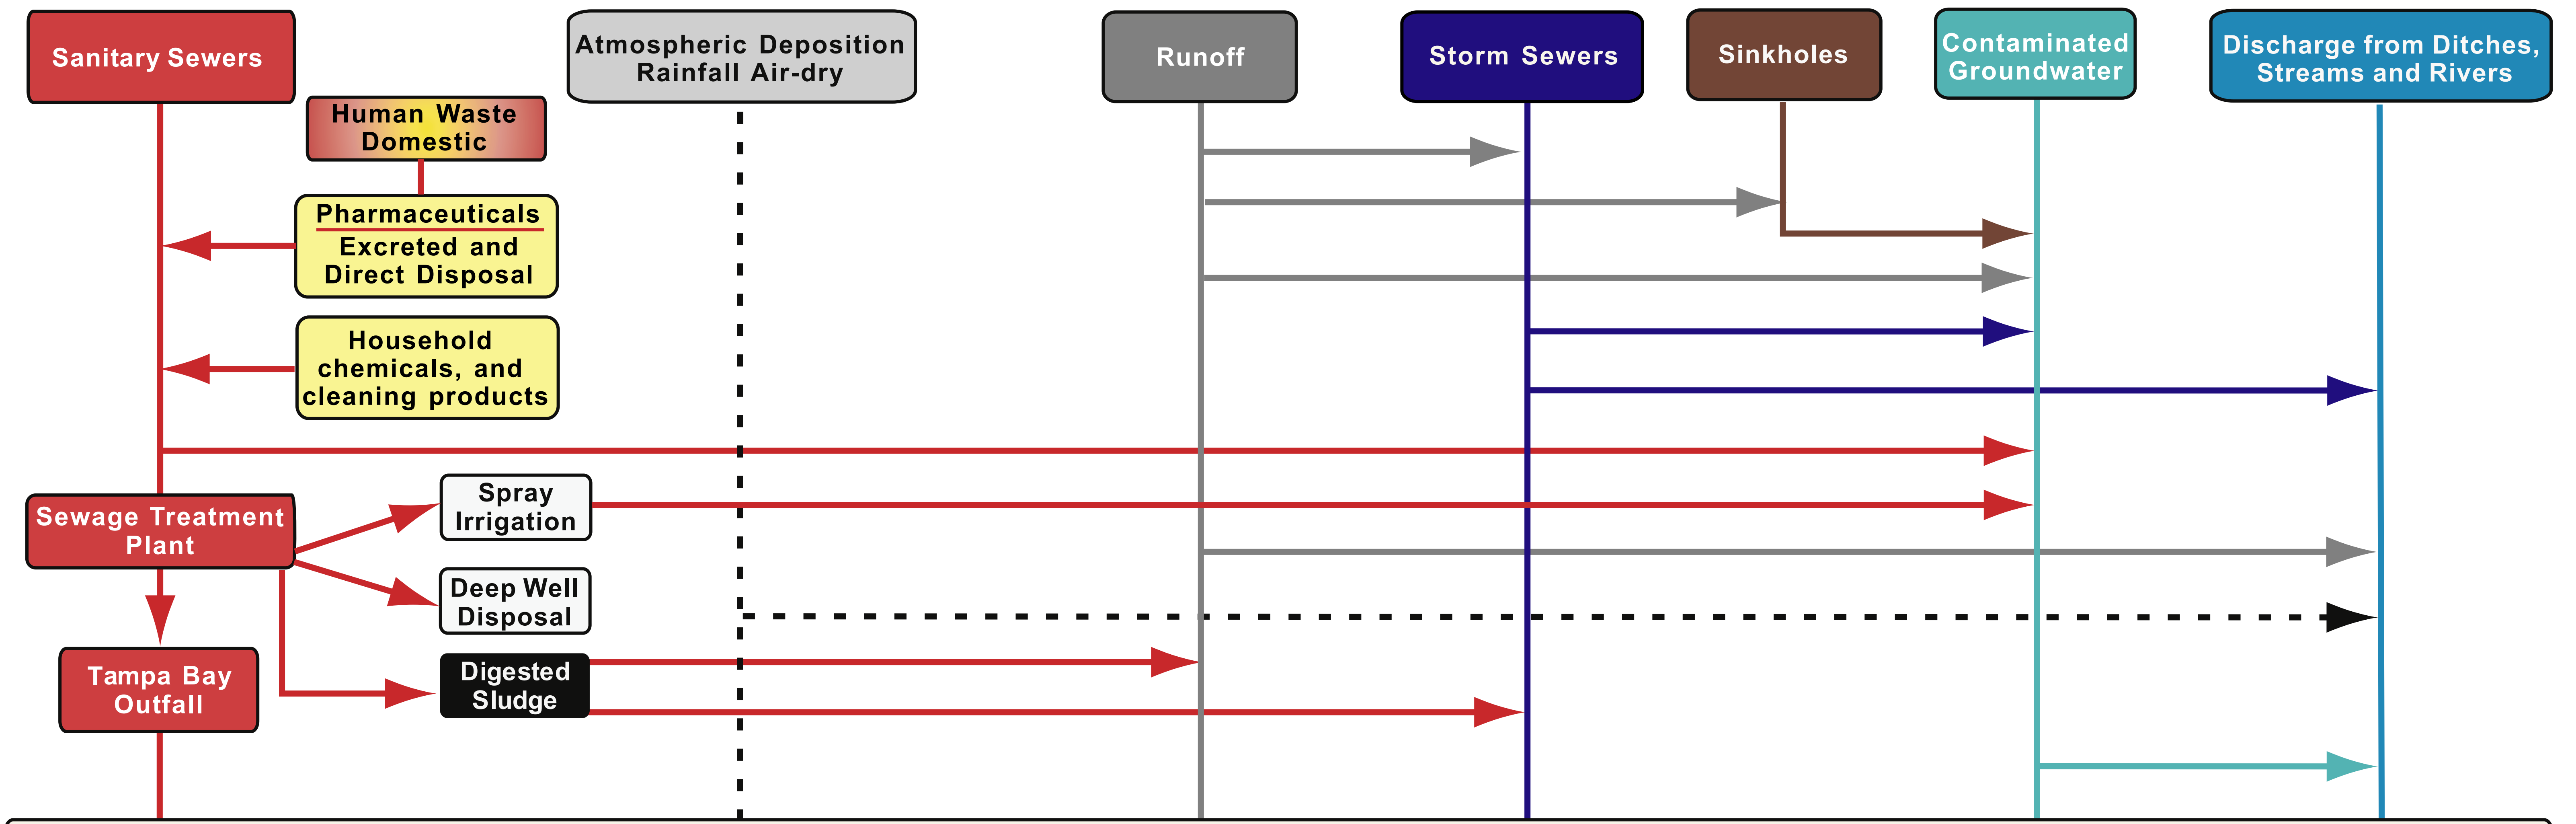 Sanitary Sewers
Atmospheric Deposition
Rainfall Air-dry
Runoff
Storm Sewers
Sinkholes
Contaminated
Groundwater
Discharge from Ditches,
Streams and Rivers
Human Waste
Domestic
Pharmaceuticals
Excreted and
Direct Disposal
Household
chemicals, and
cleaning products
Sewage Treatment
Plant
Spray
Irrigation
Deep Well
Disposal
Digested
Sludge
Tampa Bay
Outfall